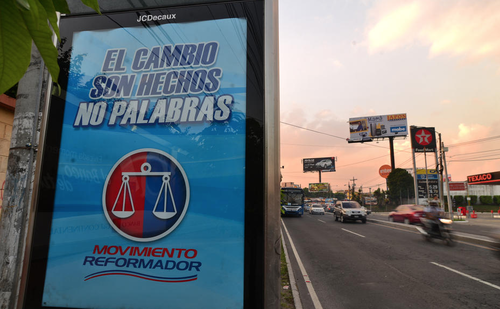 JCDecaux
EL CAMBIO
SON HECHOS
NO PALABRAS
MOVIMIENTO
REFORMADOR
TEXACO